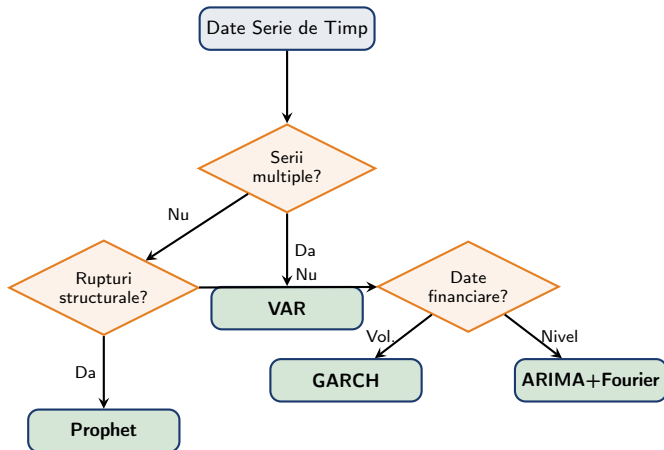 Date Serie de Timp
Serii
multiple?
Nu
Da
Nu
Rupturi
structurale?
VAR
Date
financiare?
Vol.
Nivel
Da
GARCH
ARIMA+Fourier
Prophet